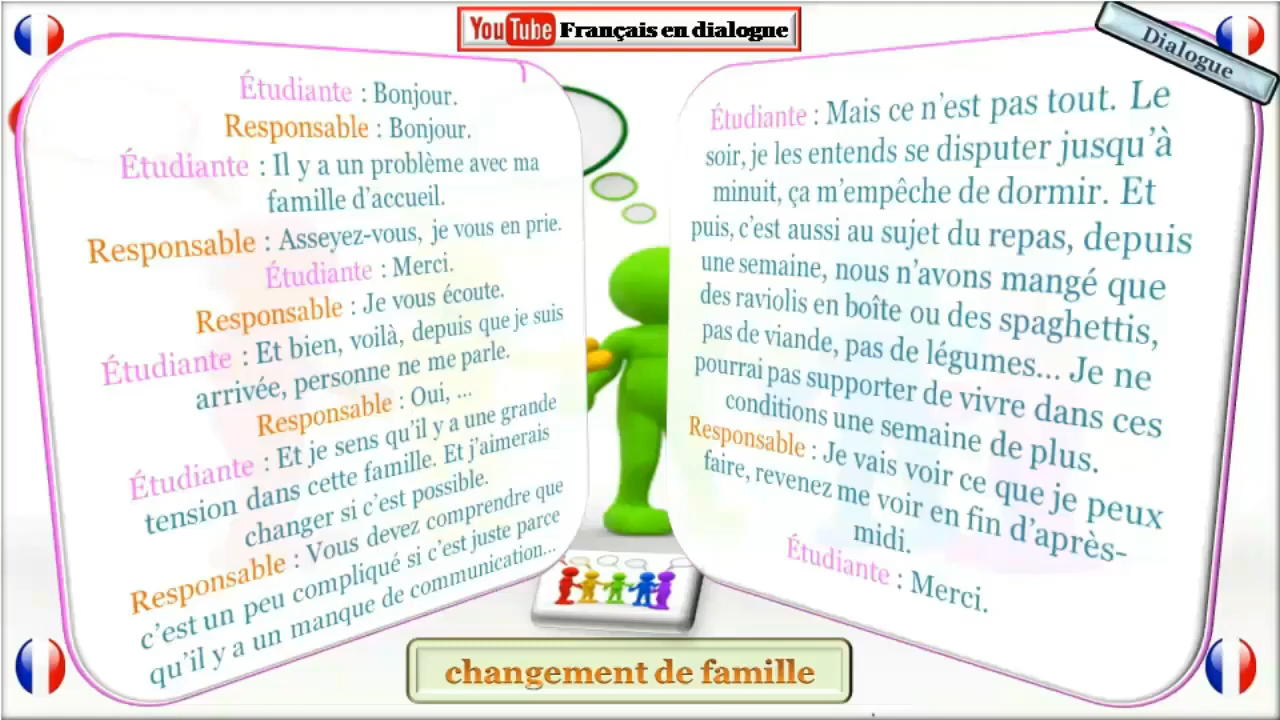 YouTube Français en dialogue
Dialogue
Étudiante : Bonjour.
Responsable : Bonjour.
Étudiante : Il y a un problème avec ma
famille d'accueil.
Responsable : Asseyez-vous, je vous en prie.
Étudiante : Merci.
Responsable : Je vous écoute.
Étudiante : Et bien, voilà, depuis que je suis
arrivée, personne ne me parle.
Responsable : Oui, ...
Étudiante : Et je sens qu'il y a une grande
tension dans cette famille. Et j'aimerais
changer si c'est possible.
Responsable : Vous devez comprendre que
c'est un peu compliqué si c'est juste parce
qu'il y a un manque de communication...
Étudiante : Mais ce n'est pas tout. Le
soir, je les entends se disputer jusqu'à
minuit, ça m'empêche de dormir. Et
puis, c'est aussi au sujet du repas, depuis
une semaine, nous n'avons mangé que
des raviolis en boîte ou des spaghettis,
pas de viande, pas de légumes... Je ne
pourrai pas supporter de vivre dans ces
conditions une semaine de plus.
Responsable : Je vais voir ce que je peux
faire, revenez me voir en fin d'après-
midi.
Étudiante : Merci.
changement de famille